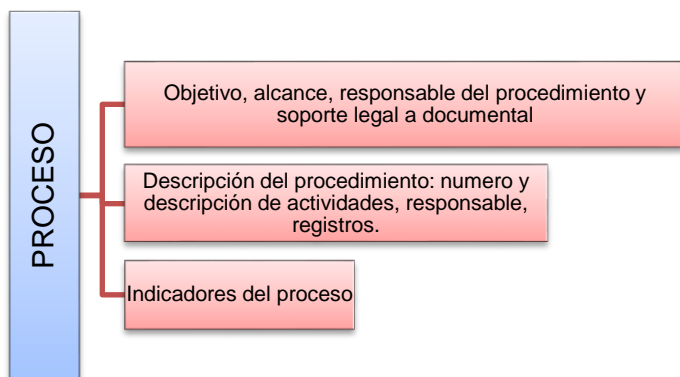 PROCESO
Objetivo, alcance, responsable del procedimiento y
soporte legal a documental
Descripción del procedimiento: numero y
descripción de actividades, responsable,
registros.
Indicadores del proceso